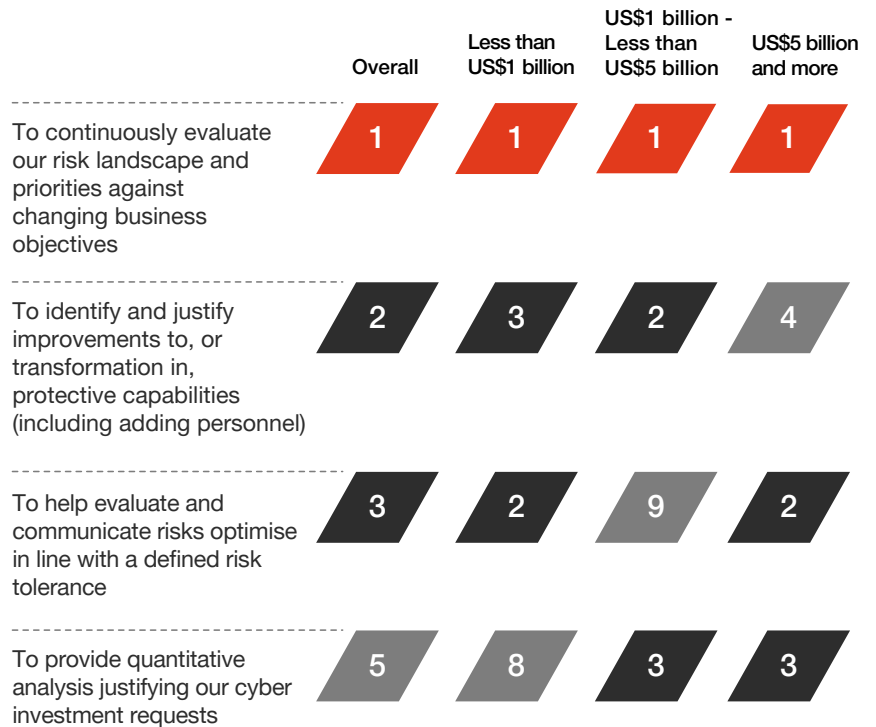 Overall
Less than
US$1 billion
US$1 billion -
Less than
US$5 billion
US$5 billion
and more
To continuously evaluate
our risk landscape and
priorities against
changing business
objectives
1 1 1 1
To identify and justify
improvements to, or
transformation in,
protective capabilities
(including adding personnel)
2 3 2 4
To help evaluate and
communicate risks optimise
in line with a defined risk
tolerance
3 2 9 2
To provide quantitative
analysis justifying our cyber
investment requests
5 8 3 3